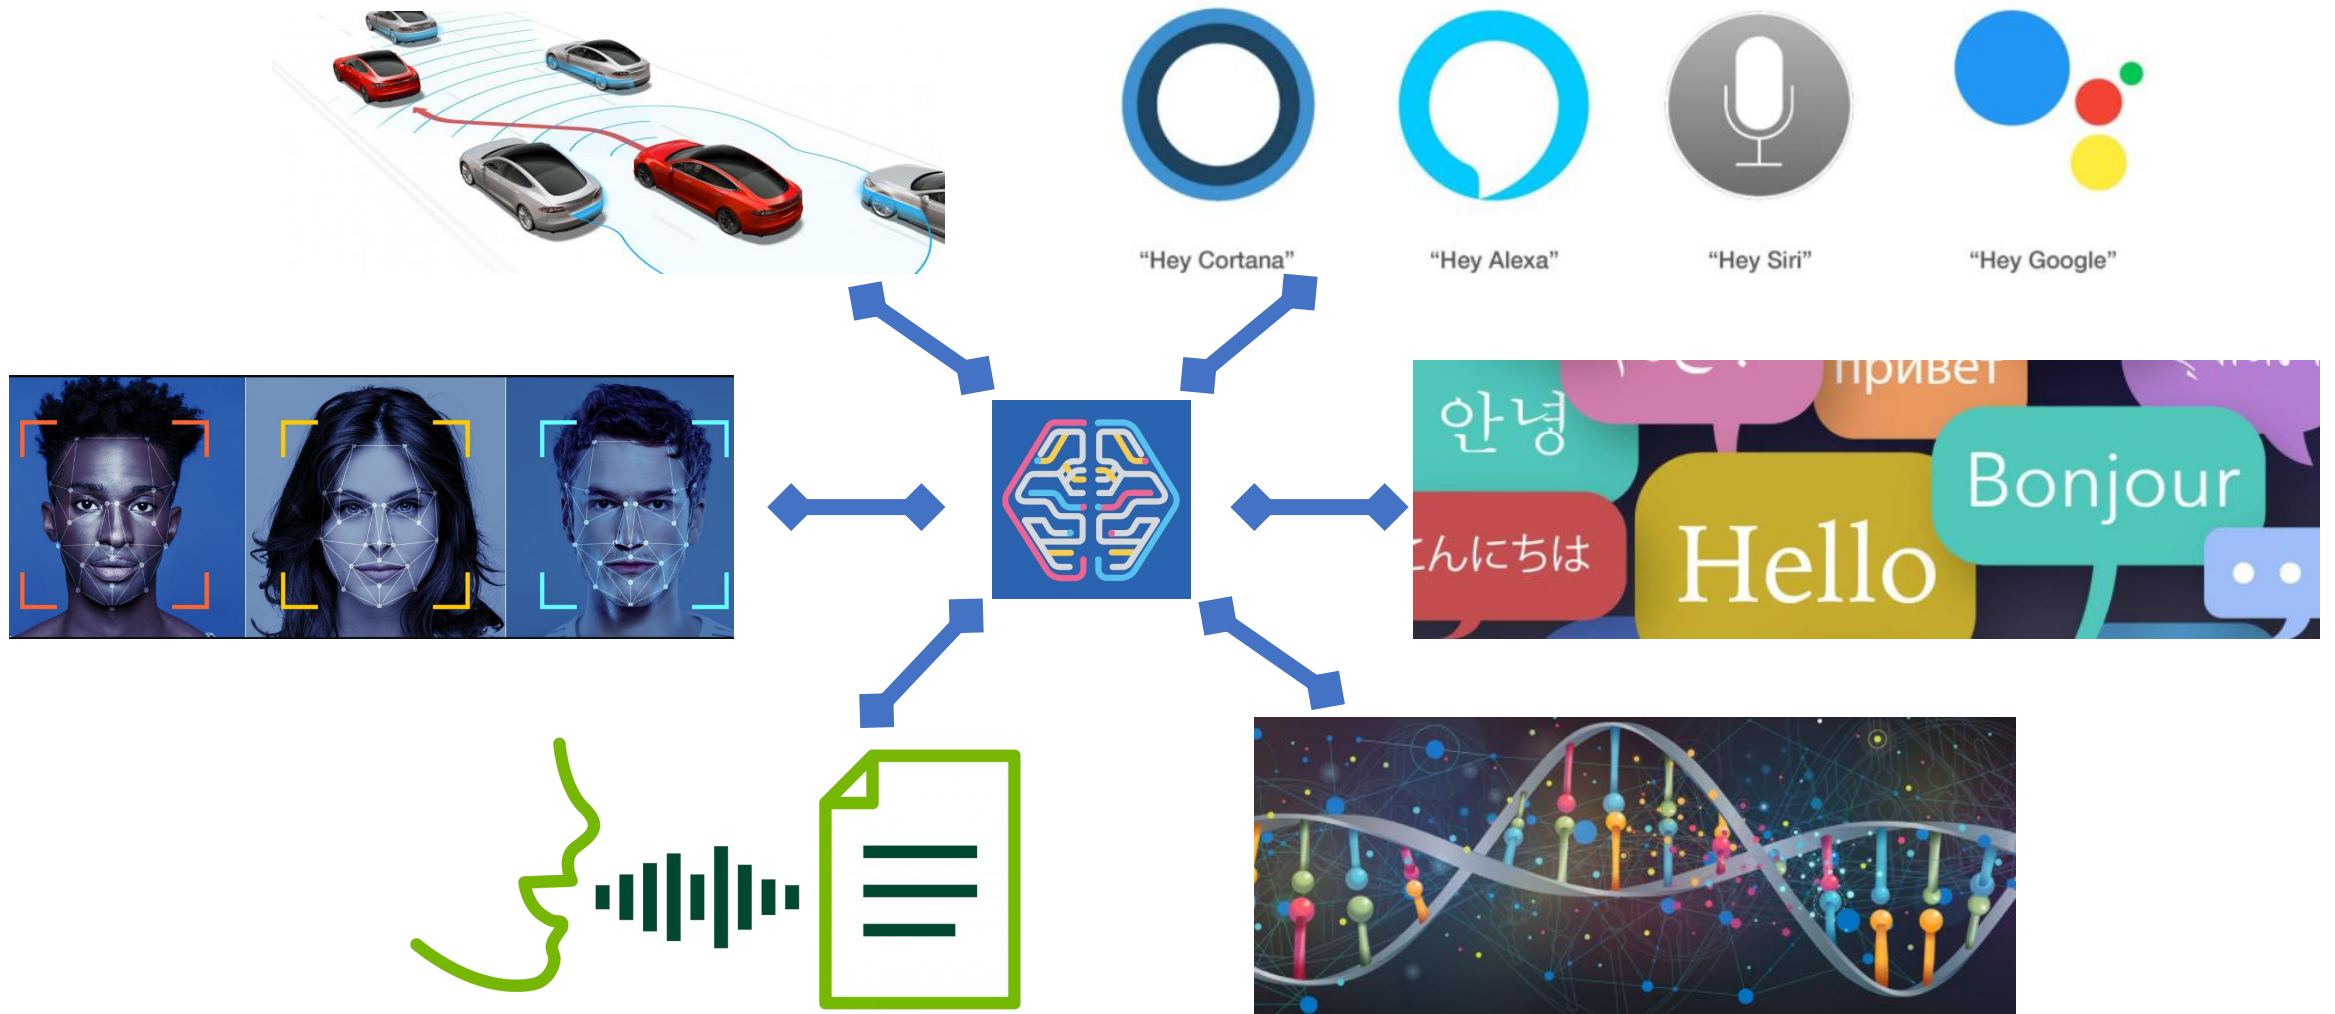 “Hey Cortana”
“Hey Alexa”
“Hey Siri”
“Hey Google”
привет
안녕
Bonjour
Hello
んにちは